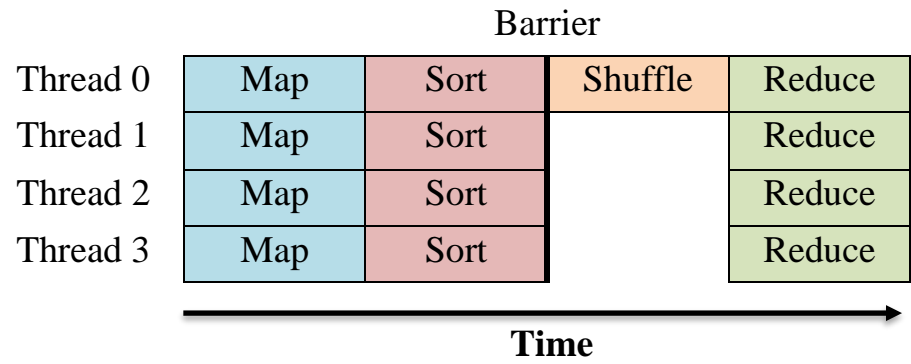 Barrier
Thread 0 Map Sort Shuffle Reduce
Thread 1 Map Sort Reduce
Thread 2 Map Sort Reduce
Thread 3 Map Sort Reduce
Time